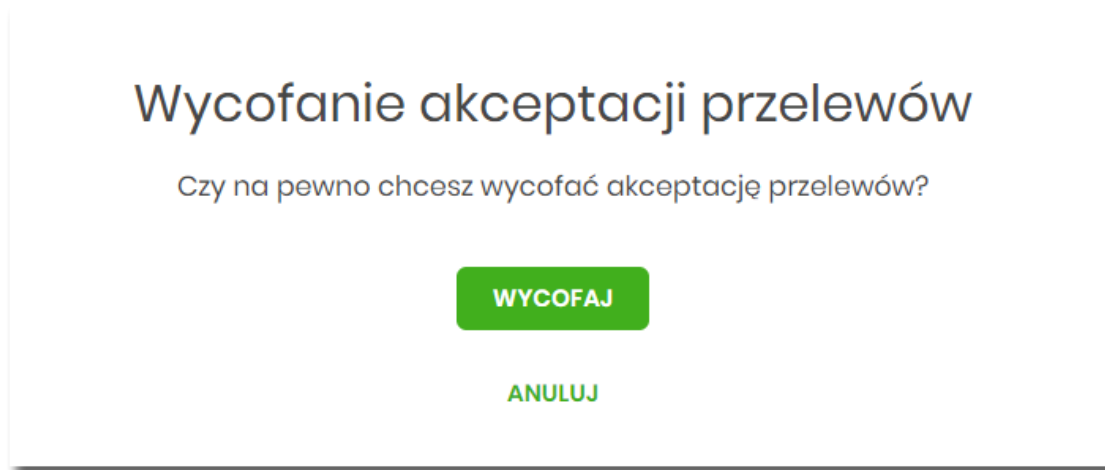 Wycofanie akceptacji przelewów
Czy na pewno chcesz wycofać akceptację przelewów?
WYCOFAJ
ANULUJ